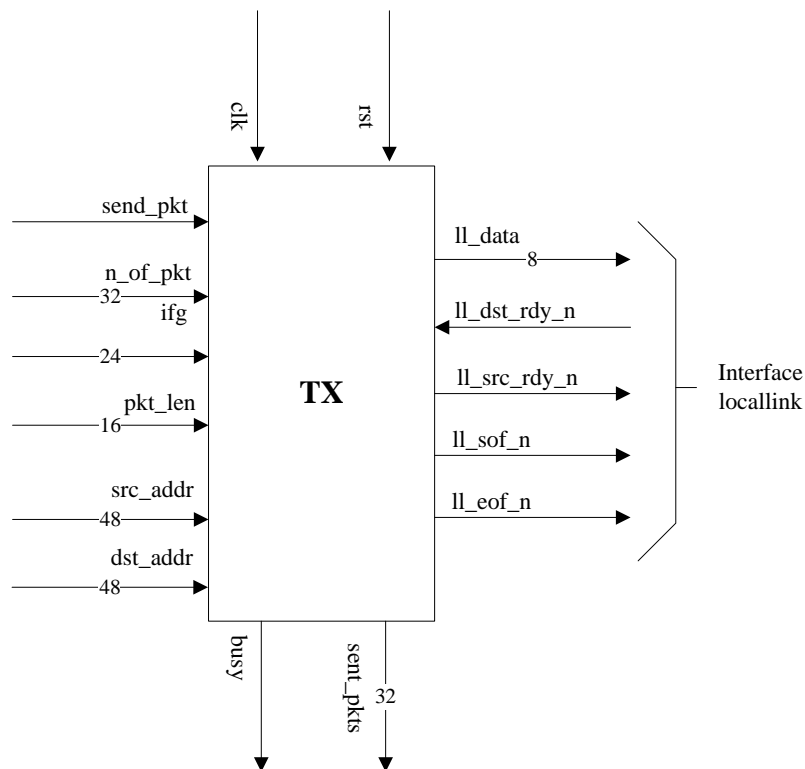 clk
rst
send_pkt
n_of_pkt
32
ifg
24
pkt_len
16
src_addr
48
dst_addr
48
TX
ll_data
8
ll_dst_rdy_n
ll_src_rdy_n
ll_sof_n
ll_eof_n
Interface
locallink
busy
sent_pkts
32